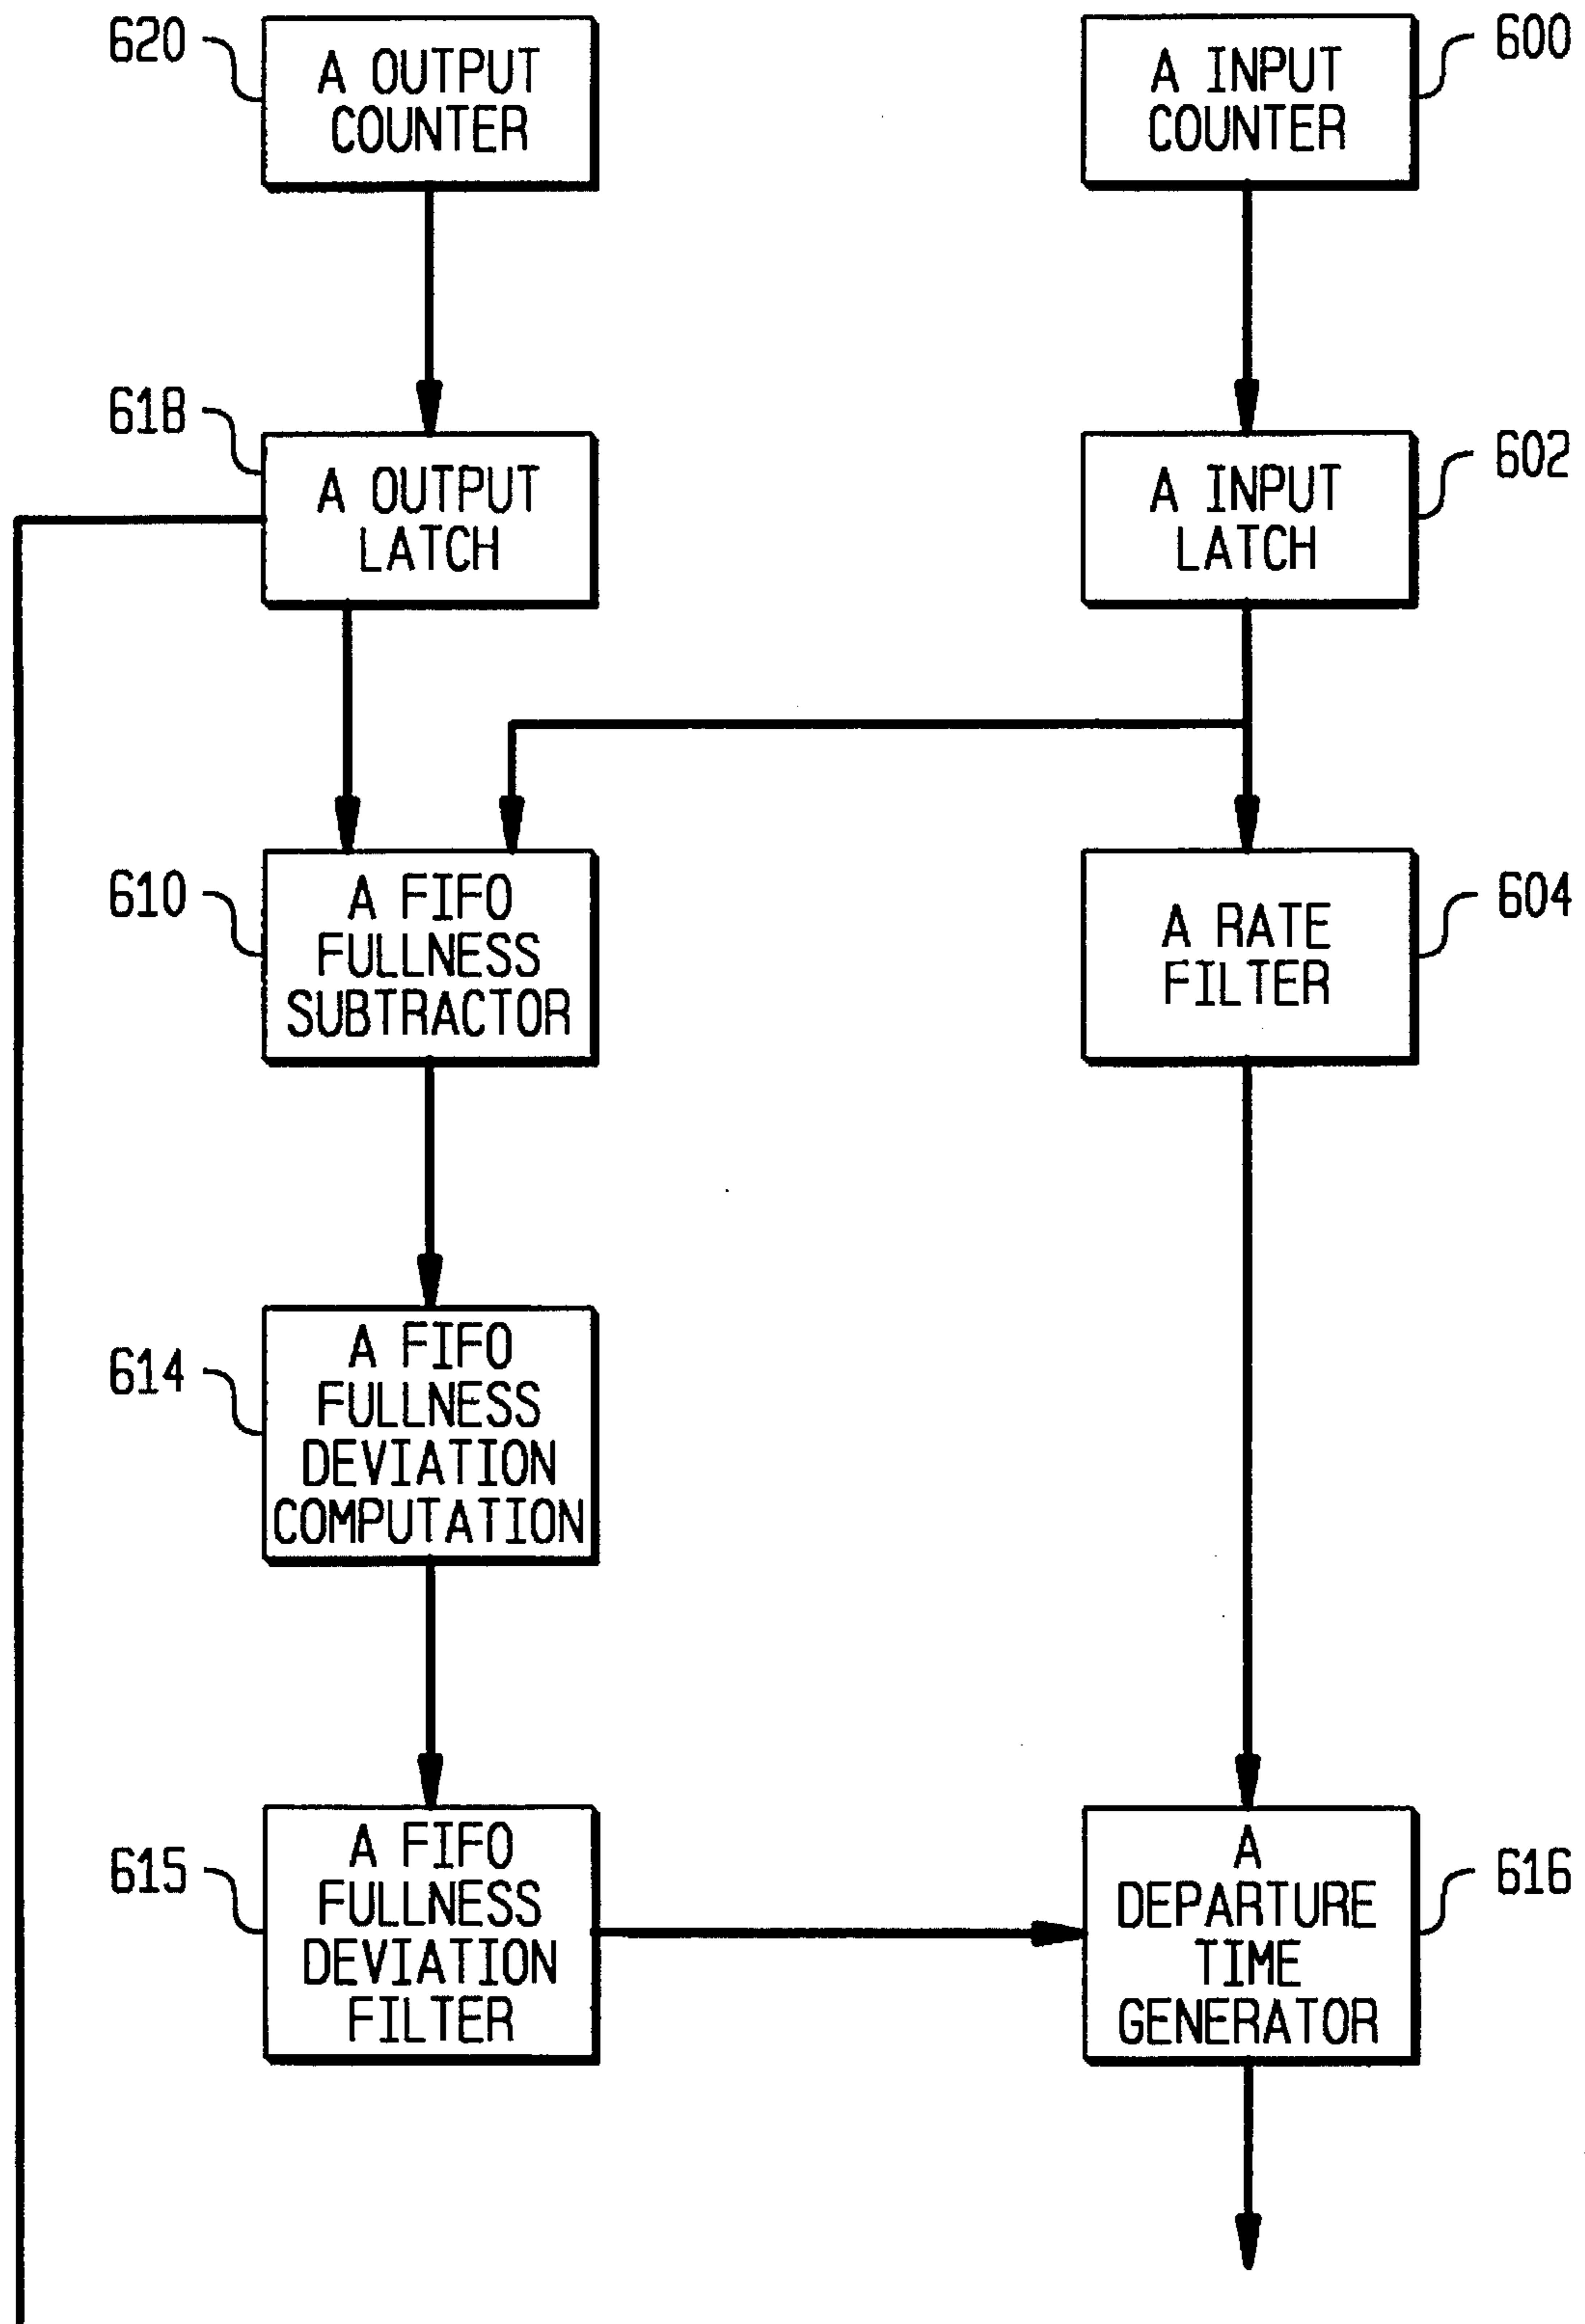 620
A OUTPUT
COUNTER
A INPUT
COUNTER
600
618
A OUTPUT
LATCH
A INPUT
LATCH
602
610
A FIFO
FULLNESS
SUBTRACTOR
A RATE
FILTER
604
614
A FIFO
FULLNESS
DEVIATION
COMPUTATION
615
A FIFO
FULLNESS
DEVIATION
FILTER
A
DEPARTURE
TIME
GENERATOR
616